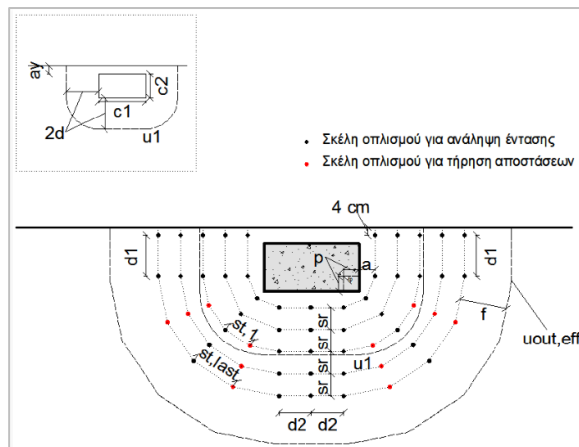 ay
c2
c1
2d
u1
Σκέλη οπλισμού για ανάληψη έντασης
Σκέλη οπλισμού για τήρηση αποστάσεων
4 cm
d1
p
a
d1
f
st,1
sr
sr
u1
uout,eff
st,last
sr
sr
d2
d2